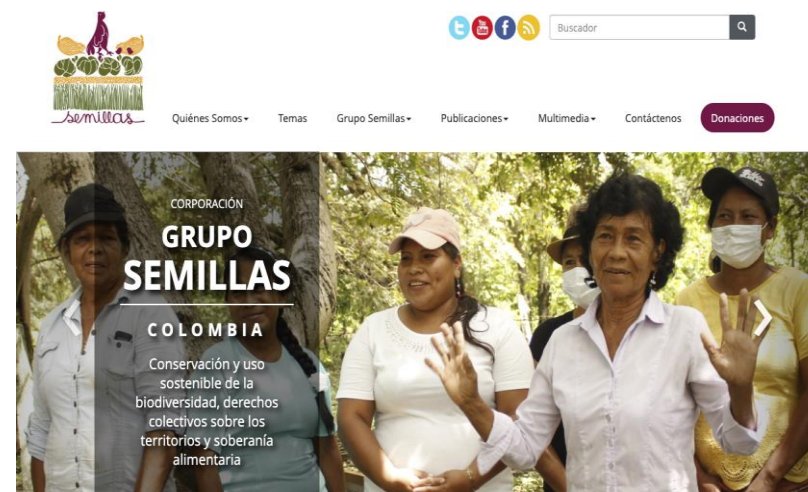 Buscador
semillas
Quiénes Somos
Temas
Grupo Semillas
Publicaciones
Multimedia
Contáctenos
Donaciones
CORPORACIÓN
GRUPO
SEMILLAS
COLOMBIA
Conservación y uso
sostenible de la
biodiversidad, derechos
colectivos sobre los
territorios y soberanía
alimentaria